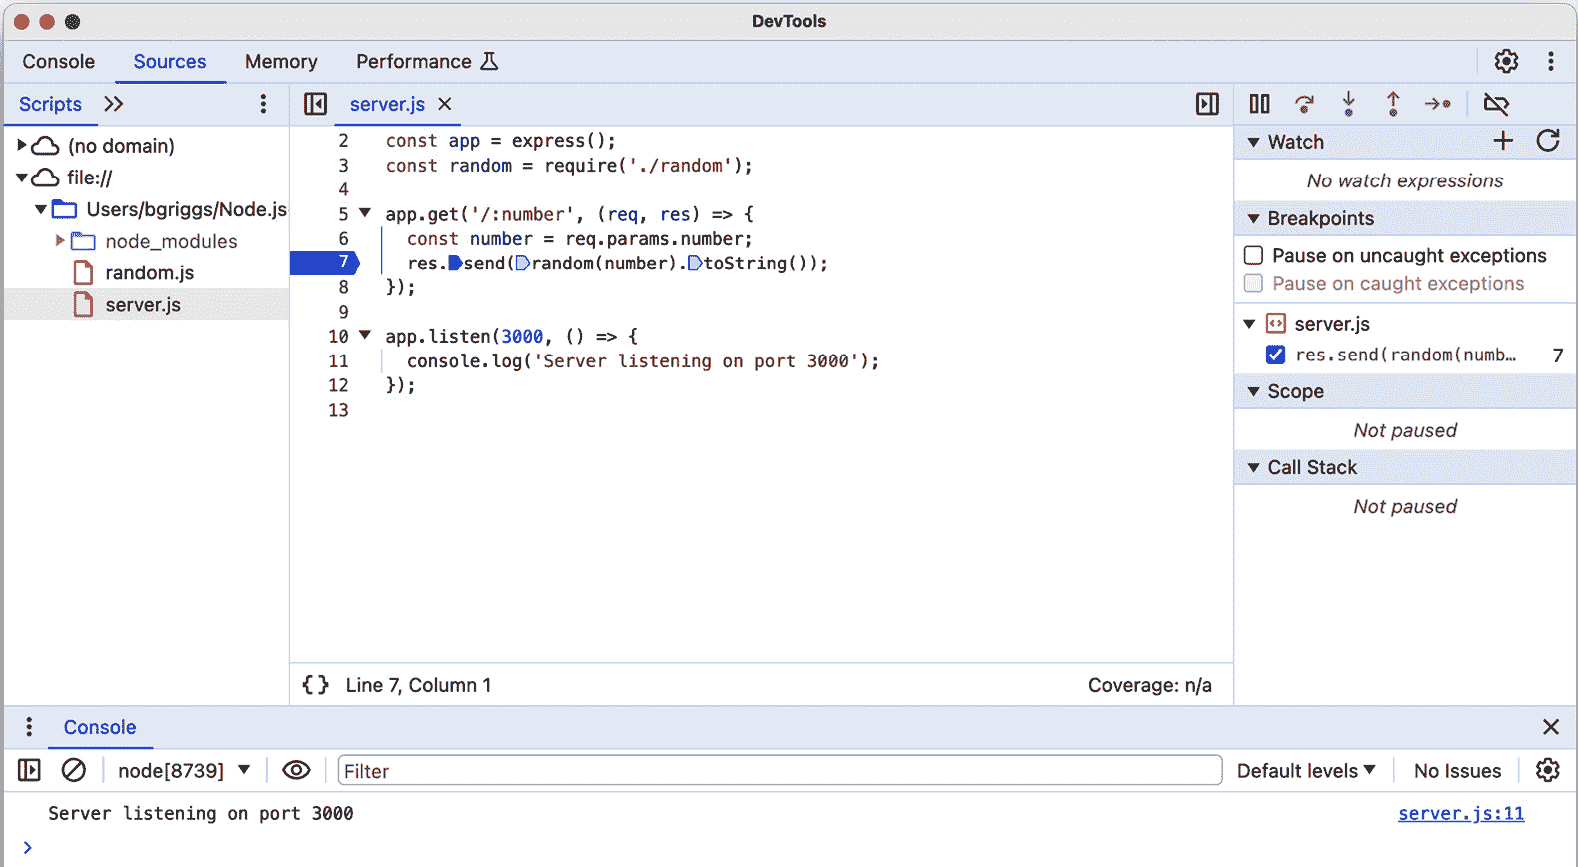 DevTools
Console Sources Memory Performance
Scripts
server.js
(no domain)
file://
Users/bgriggs/Node.js
node_modules
random.js
server.js
2 const app = express();
3 const random = require('./random');
4
5 app.get('/:number', (req, res) => {
6 const number = req.params.number;
7 res.send(random(number).toString());
8 });
9
10 app.listen(3000, () => {
11 console.log('Server listening on port 3000');
12 });
13
{} Line 7, Column 1 Coverage: n/a
Watch
No watch expressions
Breakpoints
Pause on uncaught exceptions
Pause on caught exceptions
server.js
res.send(random(numb… 7
Scope
Not paused
Call Stack
Not paused
Console
node[8739] Filter Default levels No Issues
Server listening on port 3000 server.js:11
>